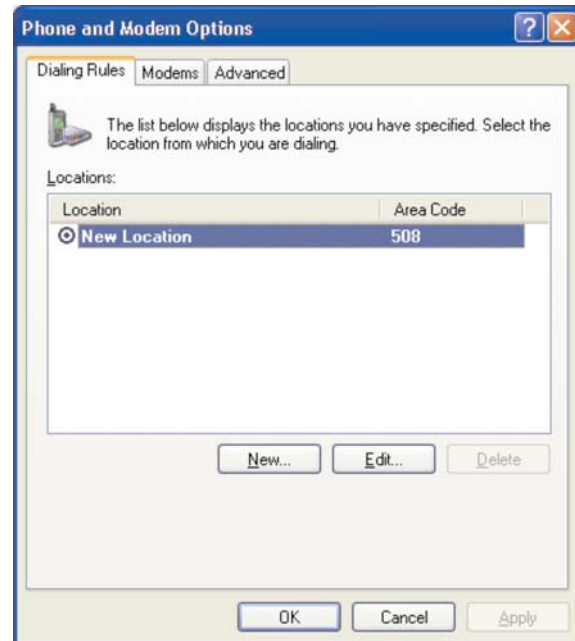 Phone and Modem Options
Dialing Rules Modems Advanced
The list below displays the locations you have specified. Select the
location from which you are dialing.
Locations:
Location Area Code
New Location 508
New... Edit... Delete
OK Cancel Apply